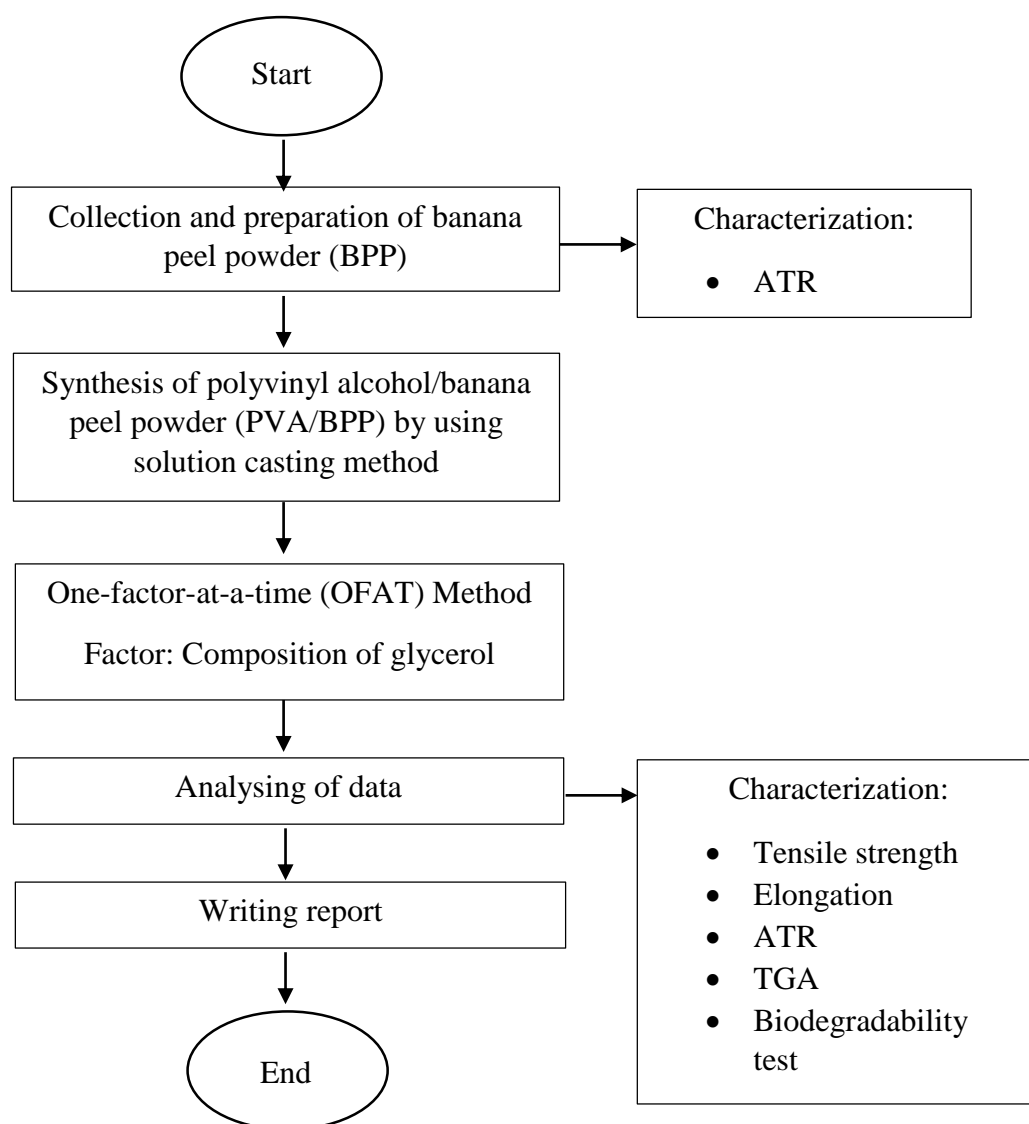 Start
Collection and preparation of banana
peel powder (BPP)
Characterization:
• ATR
Synthesis of polyvinyl alcohol/banana
peel powder (PVA/BPP) by using
solution casting method
One-factor-at-a-time (OFAT) Method
Factor: Composition of glycerol
Analysing of data
Characterization:
• Tensile strength
• Elongation
• ATR
• TGA
• Biodegradability
test
Writing report
End